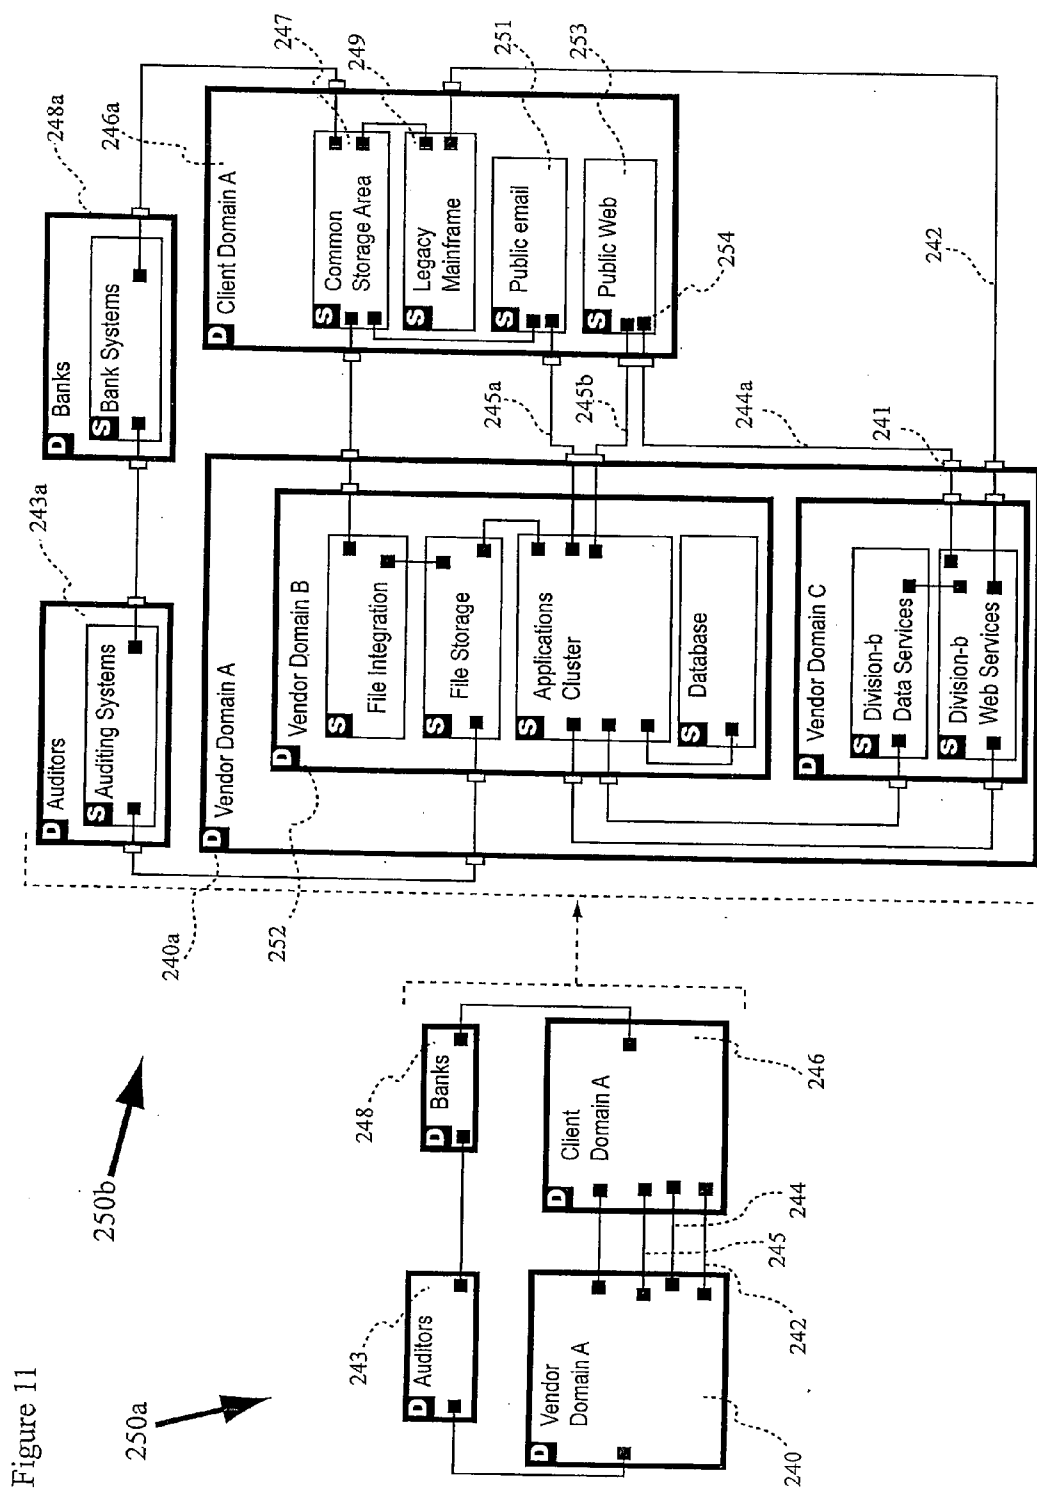 Figure 11
250a
250b
243
D
Auditors
248
D
Banks
D
Vendor
Domain A
D
Client
Domain A
240
242
245
244
246
240a
252
243a
D
Auditors
S
Auditing Systems
248a
D
Banks
S
Bank Systems
D
Vendor Domain A
D
Vendor Domain B
S
File Integration
S
File Storage
S
Applications
Cluster
S
Database
D
Vendor Domain C
S
Division-b
Data Services
S
Division-b
Web Services
246a
247
249
251
253
D
Client Domain A
S
Common
Storage Area
S
Legacy
Mainframe
S
Public email
S
Public Web
245a
245b
244a
241
254
242